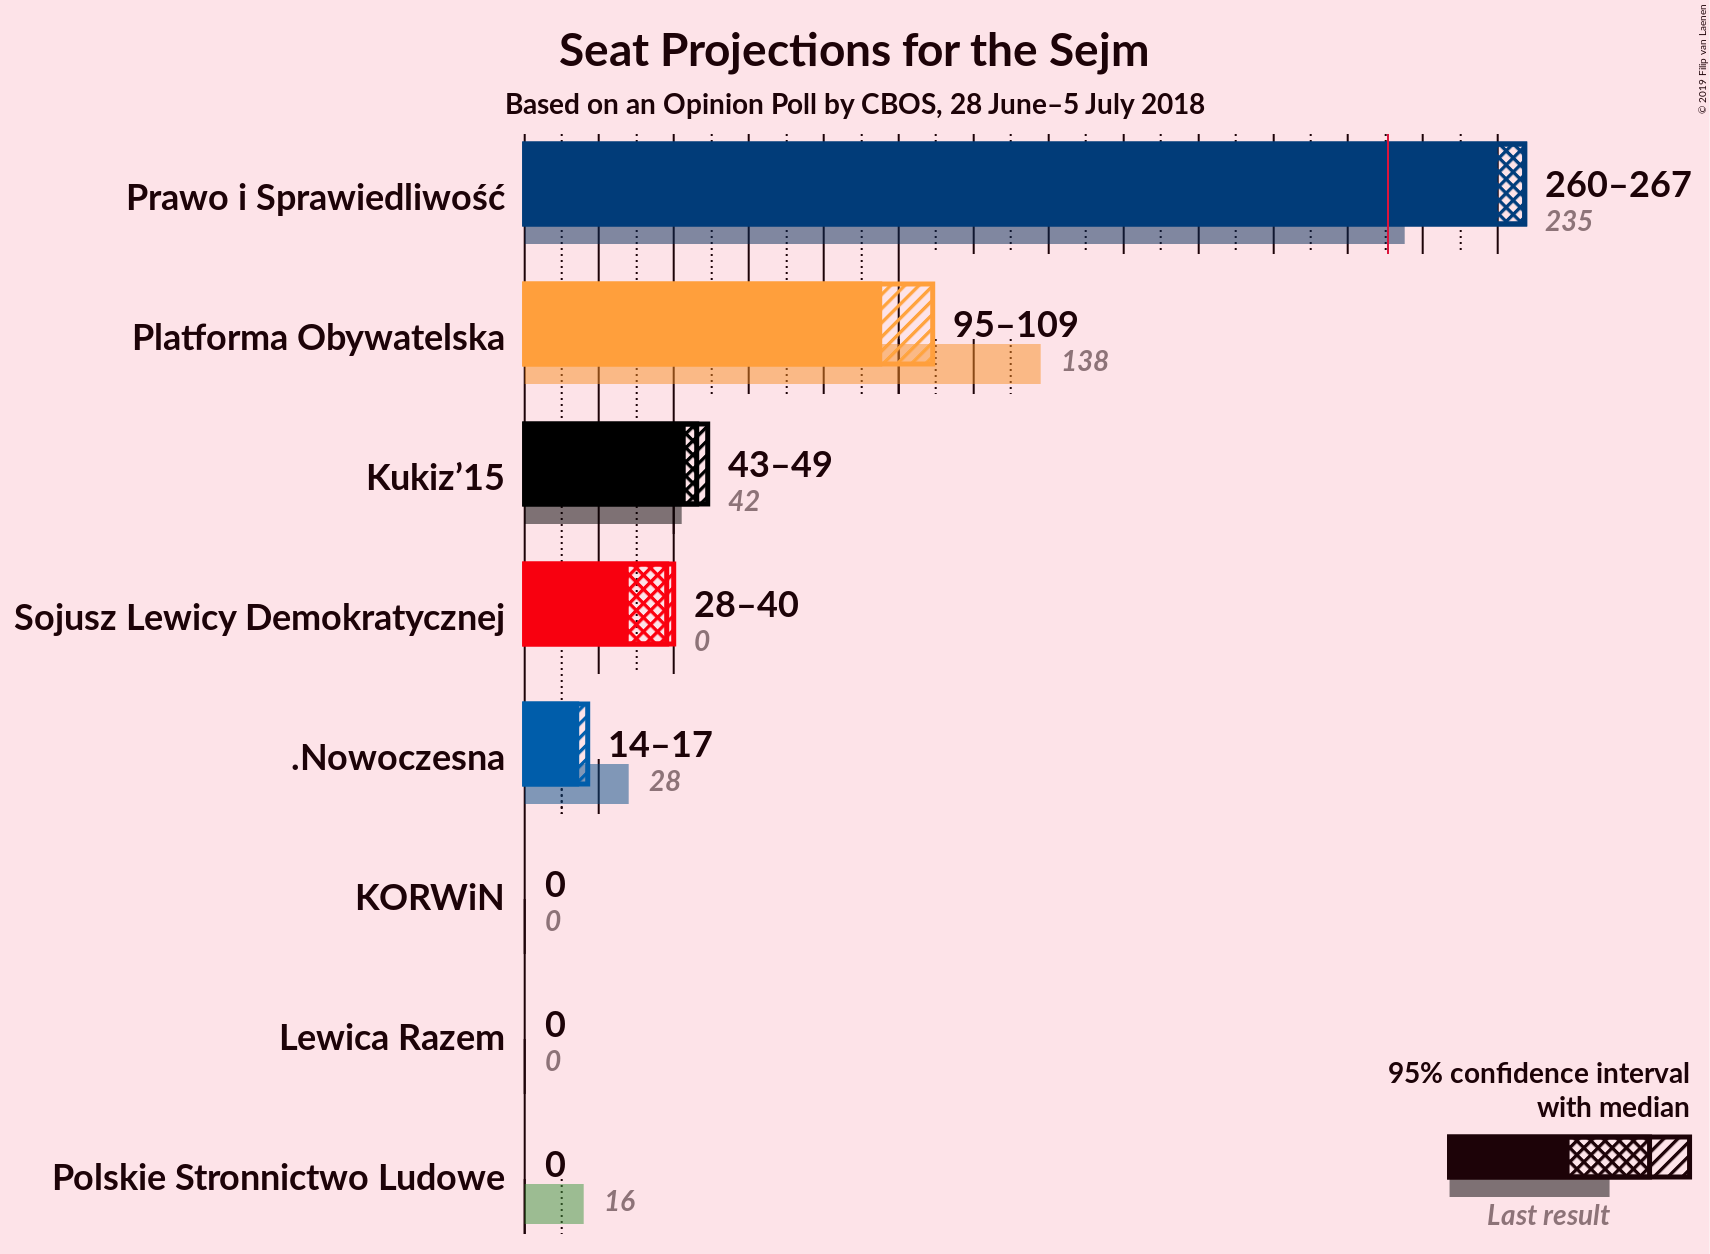 Seat Projections for the Sejm
Based on an Opinion Poll by CBOS, 28 June–5 July 2018
© 2019 Filip van Laenen
Prawo i Sprawiedliwość
260–267
235
Platforma Obywatelska
95–109
138
Kukiz’15
43–49
42
Sojusz Lewicy Demokratycznej
28–40
0
.Nowoczesna
14–17
28
KORWiN
0
0
Lewica Razem
0
0
Polskie Stronnictwo Ludowe
0
16
95% confidence interval
with median
Last result